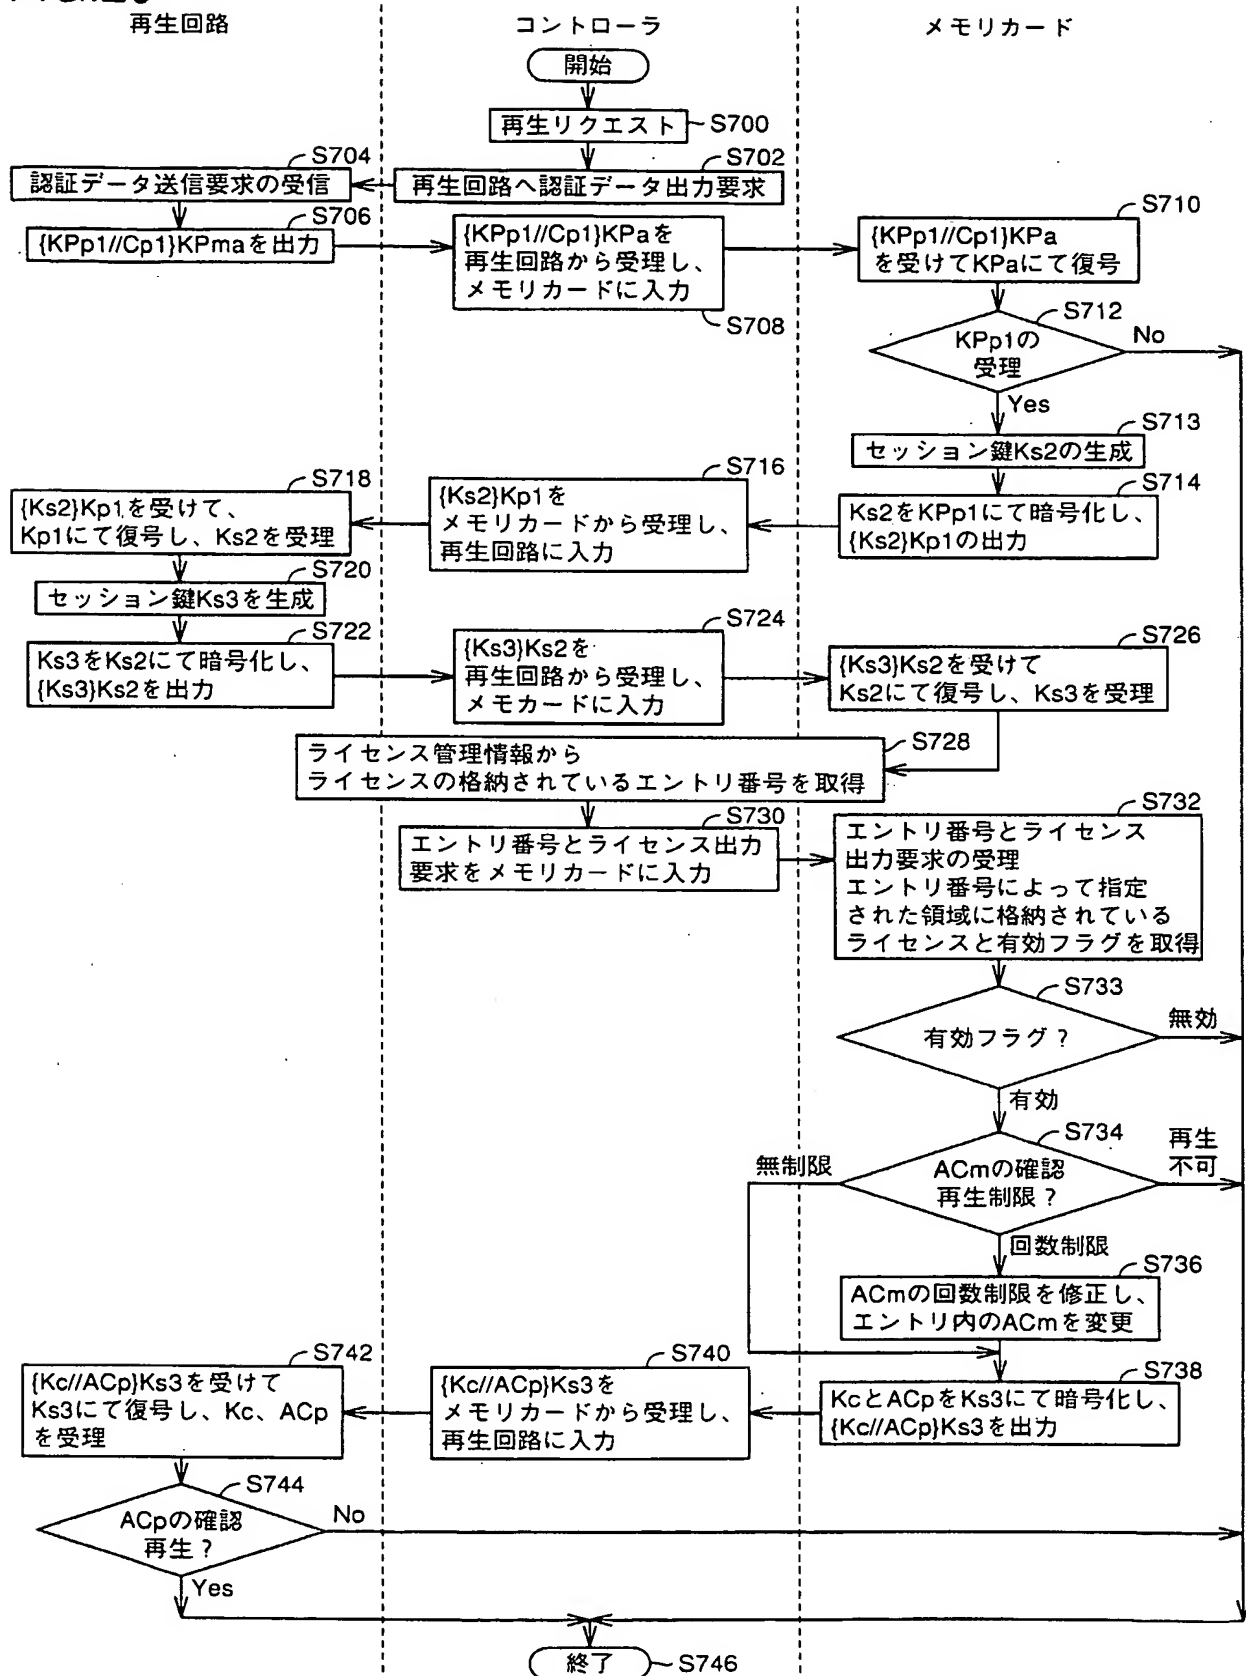 再生回路
コントローラ
メモリカード
開始
再生リクエスト
S700
S702
再生回路へ認証データ出力要求
S704
認証データ送信要求の受信
S706
{KPp1//Cp1}KPmaを出力
{KPp1//Cp1}KPaを
再生回路から受理し、
メモリカードに入力
S708
S710
{KPp1//Cp1}KPa
を受けてKPaにて復号
S712
KPp1の
受理
No
Yes
S713
セッション鍵Ks2の生成
S714
Ks2をKPp1にて暗号化し、
{Ks2}Kp1の出力
S716
{Ks2}Kp1を
メモリカードから受理し、
再生回路に入力
S718
{Ks2}Kp1を受けて、
Kp1にて復号し、Ks2を受理
S720
セッション鍵Ks3を生成
S722
Ks3をKs2にて暗号化し、
{Ks3}Ks2を出力
S724
{Ks3}Ks2を
再生回路から受理し、
メモカードに入力
S726
{Ks3}Ks2を受けて
Ks2にて復号し、Ks3を受理
S728
ライセンス管理情報から
ライセンスの格納されているエントリ番号を取得
S730
エントリ番号とライセンス出力
要求をメモリカードに入力
S732
エントリ番号とライセンス
出力要求の受理
エントリ番号によって指定
された領域に格納されている
ライセンスと有効フラグを取得
S733
有効フラグ？
無効
有効
S734
ACmの確認
再生制限？
無制限
再生
不可
回数制限
S736
ACmの回数制限を修正し、
エントリ内のACmを変更
S738
KcとACpをKs3にて暗号化し、
{Kc//ACp}Ks3を出力
S740
{Kc//ACp}Ks3を
メモリカードから受理し、
再生回路に入力
S742
{Kc//ACp}Ks3を受けて
Ks3にて復号し、Kc、ACp
を受理
S744
ACpの確認
再生？
No
Yes
終了
S746